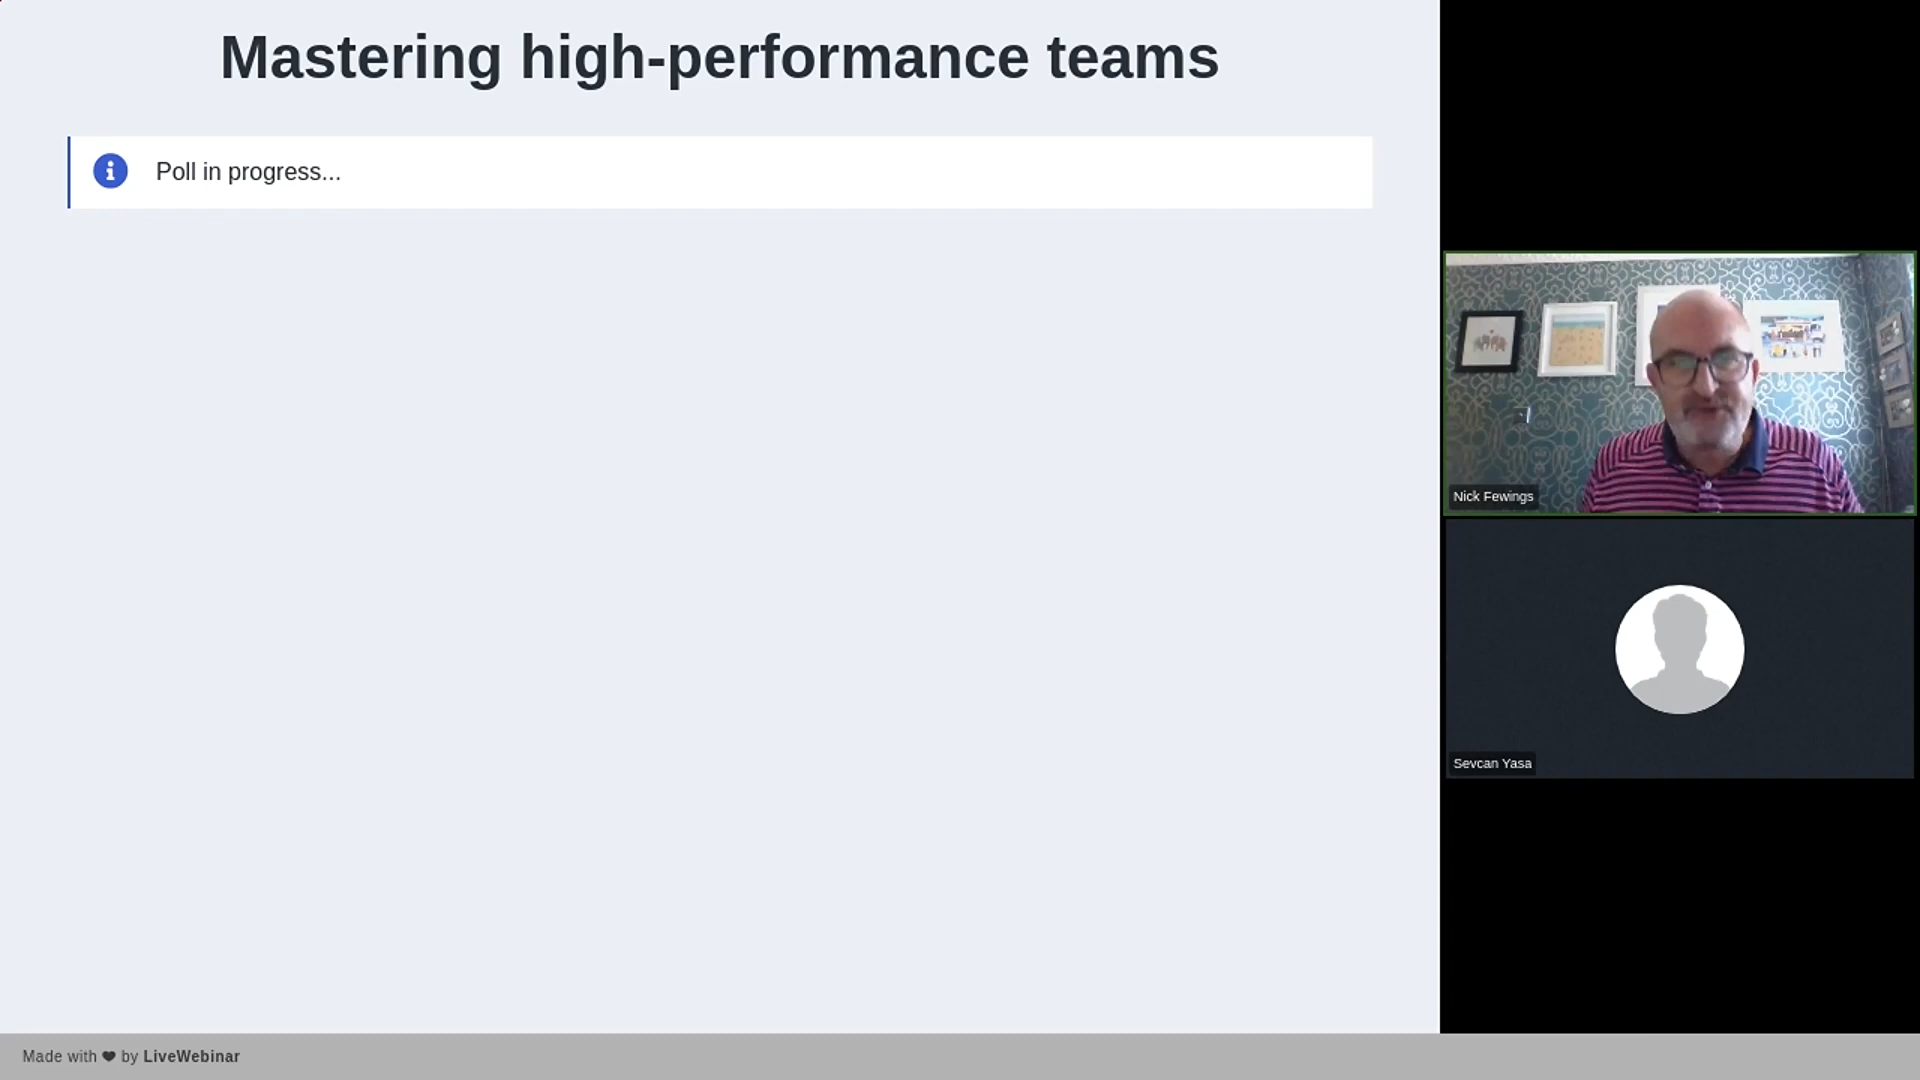 Mastering high-performance teams
Poll in progress...
Nick Fewings
Sevcan Yasa
Made with ❤ by LiveWebinar